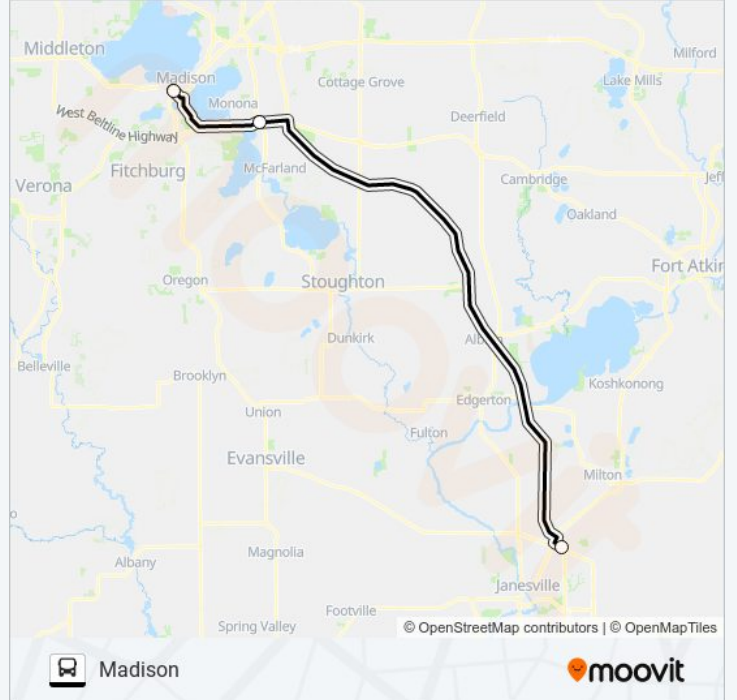 Middleton
Milford
Madison
Cottage Grove
Lake Mills
Monona
West Beltline Highway
Deerfield
Fitchburg
McFarland
Cambridge
Jeff
Verona
Oakland
Fort Atkin
Oregon
Stoughton
Dunkirk
Alb
Belleville
Brooklyn
Koshkonong
Edgerton
Union
Fulton
Evansville
Milton
o
Albany
Magnolia
Janesville
Footville
Spring Valley
© OpenStreetMap contributors | © OpenMapTiles
Madison
moovit